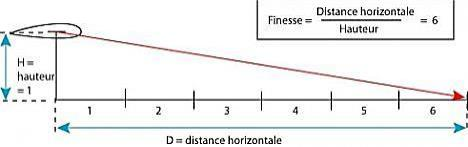 Finesse = Distance horizontale / Hauteur = 6
H =
hauteur
= 1
1 2 3 4 5 6
D = distance horizontale